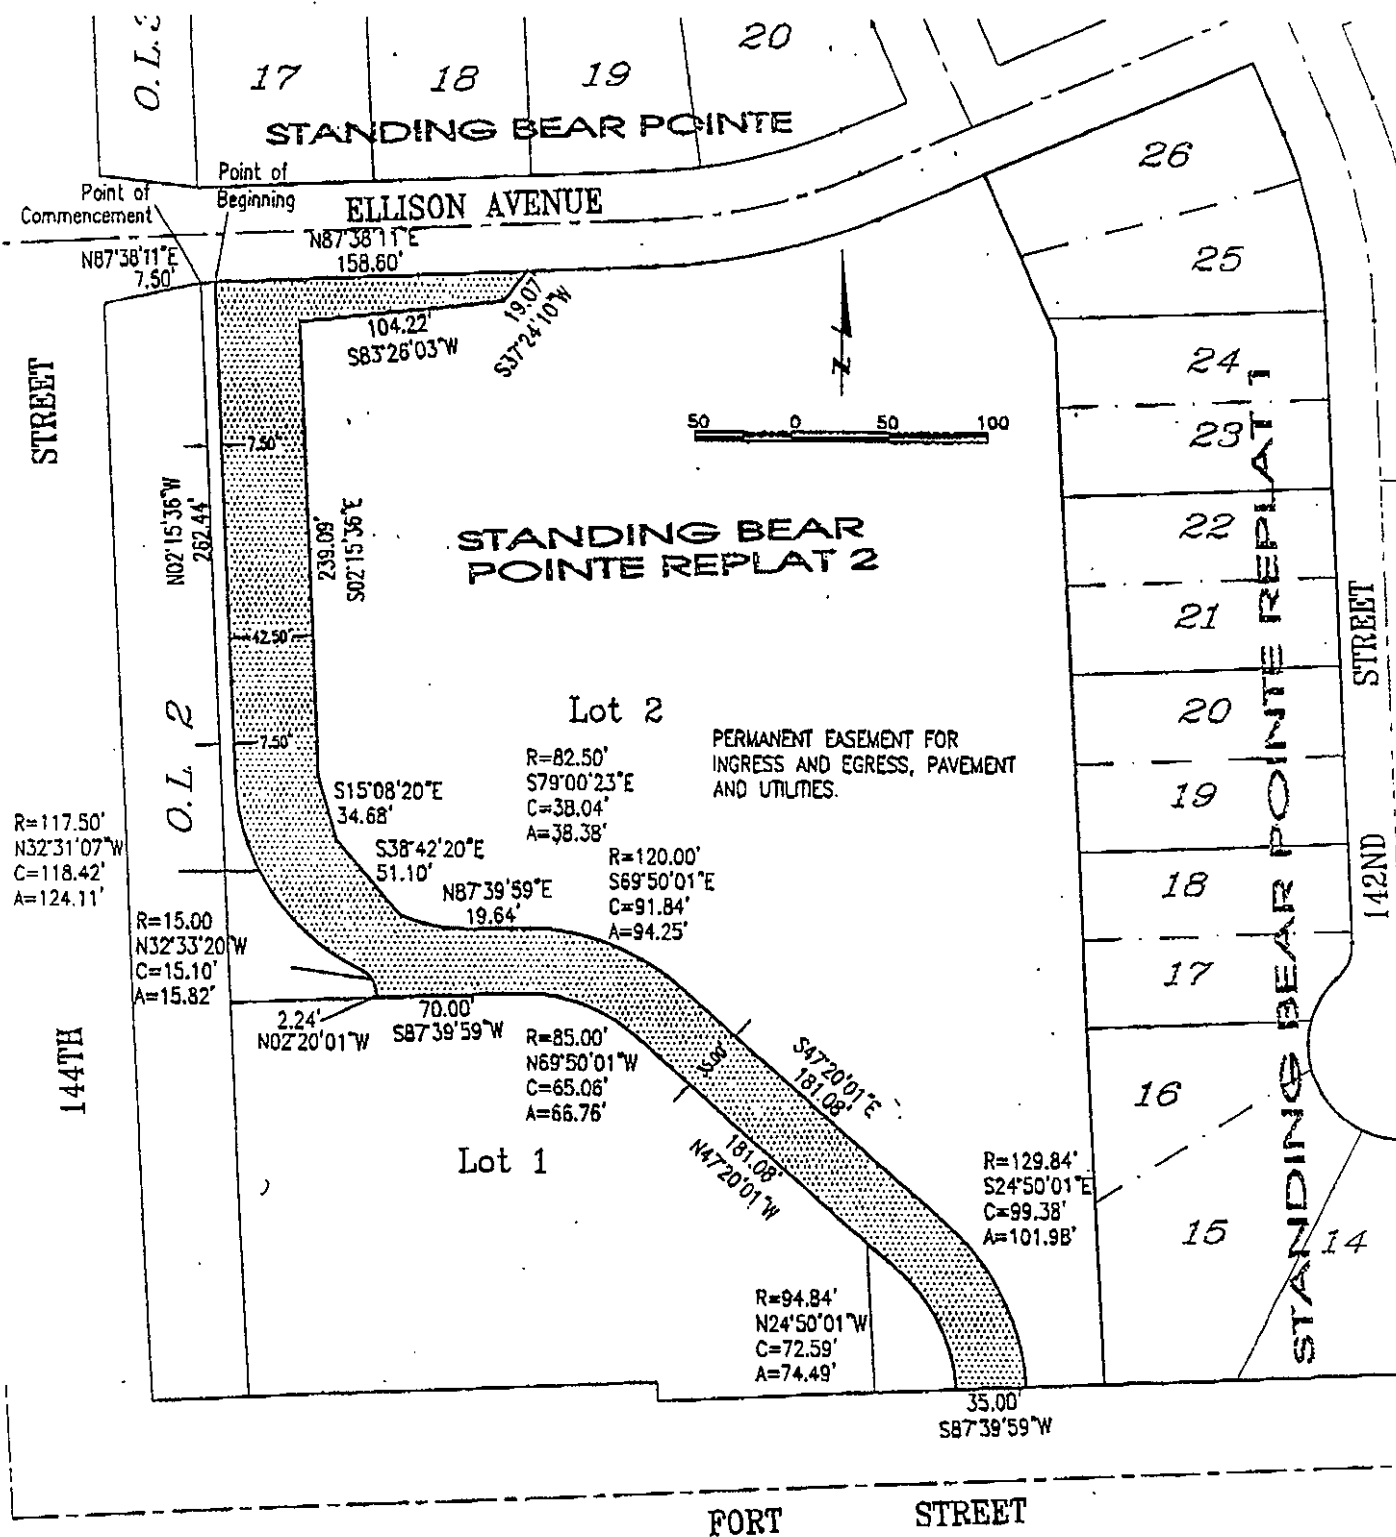 O.L.3
17
18
19
20
STANDING BEAR POINTE
26
Point of
Commencement
Point of
Beginning
ELLISON AVENUE
N87°38'11"E
7.50'
N87°38'11"E
158.60'
25
19.07
S37°24'10"W
104.22'
S83°26'03"W
N
24
STREET
50 0 50 100
23
7.50'
N02°15'36"W
262.44'
239.09'
S02°15'36"E
STANDING BEAR
POINTE REPLAT 2
22
21
42.50'
STREET
O.L. 2
Lot 2
20
7.50'
PERMANENT EASEMENT FOR
INGRESS AND EGRESS, PAVEMENT
AND UTILITIES.
R=82.50'
S79°00'23"E
C=38.04'
A=38.38'
19
S15°08'20"E
34.68'
R=117.50'
N32°31'07"W
C=118.42'
A=124.11'
S38°42'20"E
51.10'
R=120.00'
S69°50'01"E
C=91.84'
A=94.25'
18
142ND
N87°39'59"E
19.64'
R=15.00
N32°33'20"W
C=15.10'
A=15.82'
17
2.24'
N02°20'01"W
70.00'
S87°39'59"W
R=85.00'
N69°50'01"W
C=65.06'
A=66.76'
35.00'
S47°20'01"E
181.08'
144TH
16
181.08'
N47°20'01"W
Lot 1
R=129.84'
S24°50'01"E
C=99.38'
A=101.98'
15
14
STANDING BEAR POINTE REPLAT 1
R=94.84'
N24°50'01"W
C=72.59'
A=74.49'
35.00'
S87°39'59"W
FORT STREET